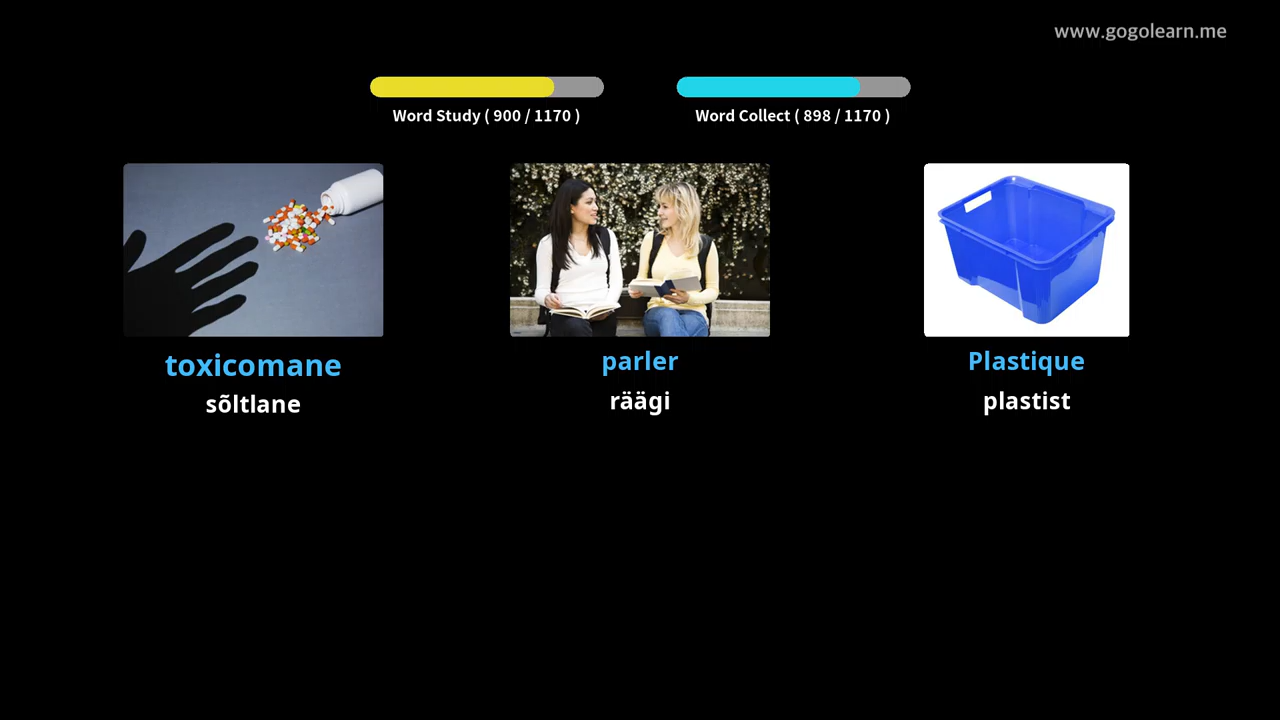 www.gogolearn.me
Word Study ( 900 / 1170 )
Word Collect ( 898 / 1170 )
toxicomane
parler
Plastique
sõltlane
räägi
plastist